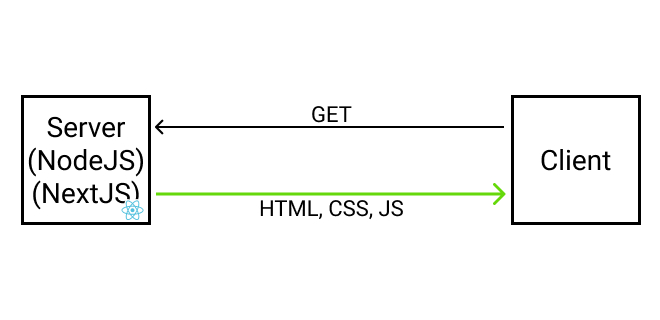 Server
(NodeJS)
(NextJS)
GET
HTML, CSS, JS
Client